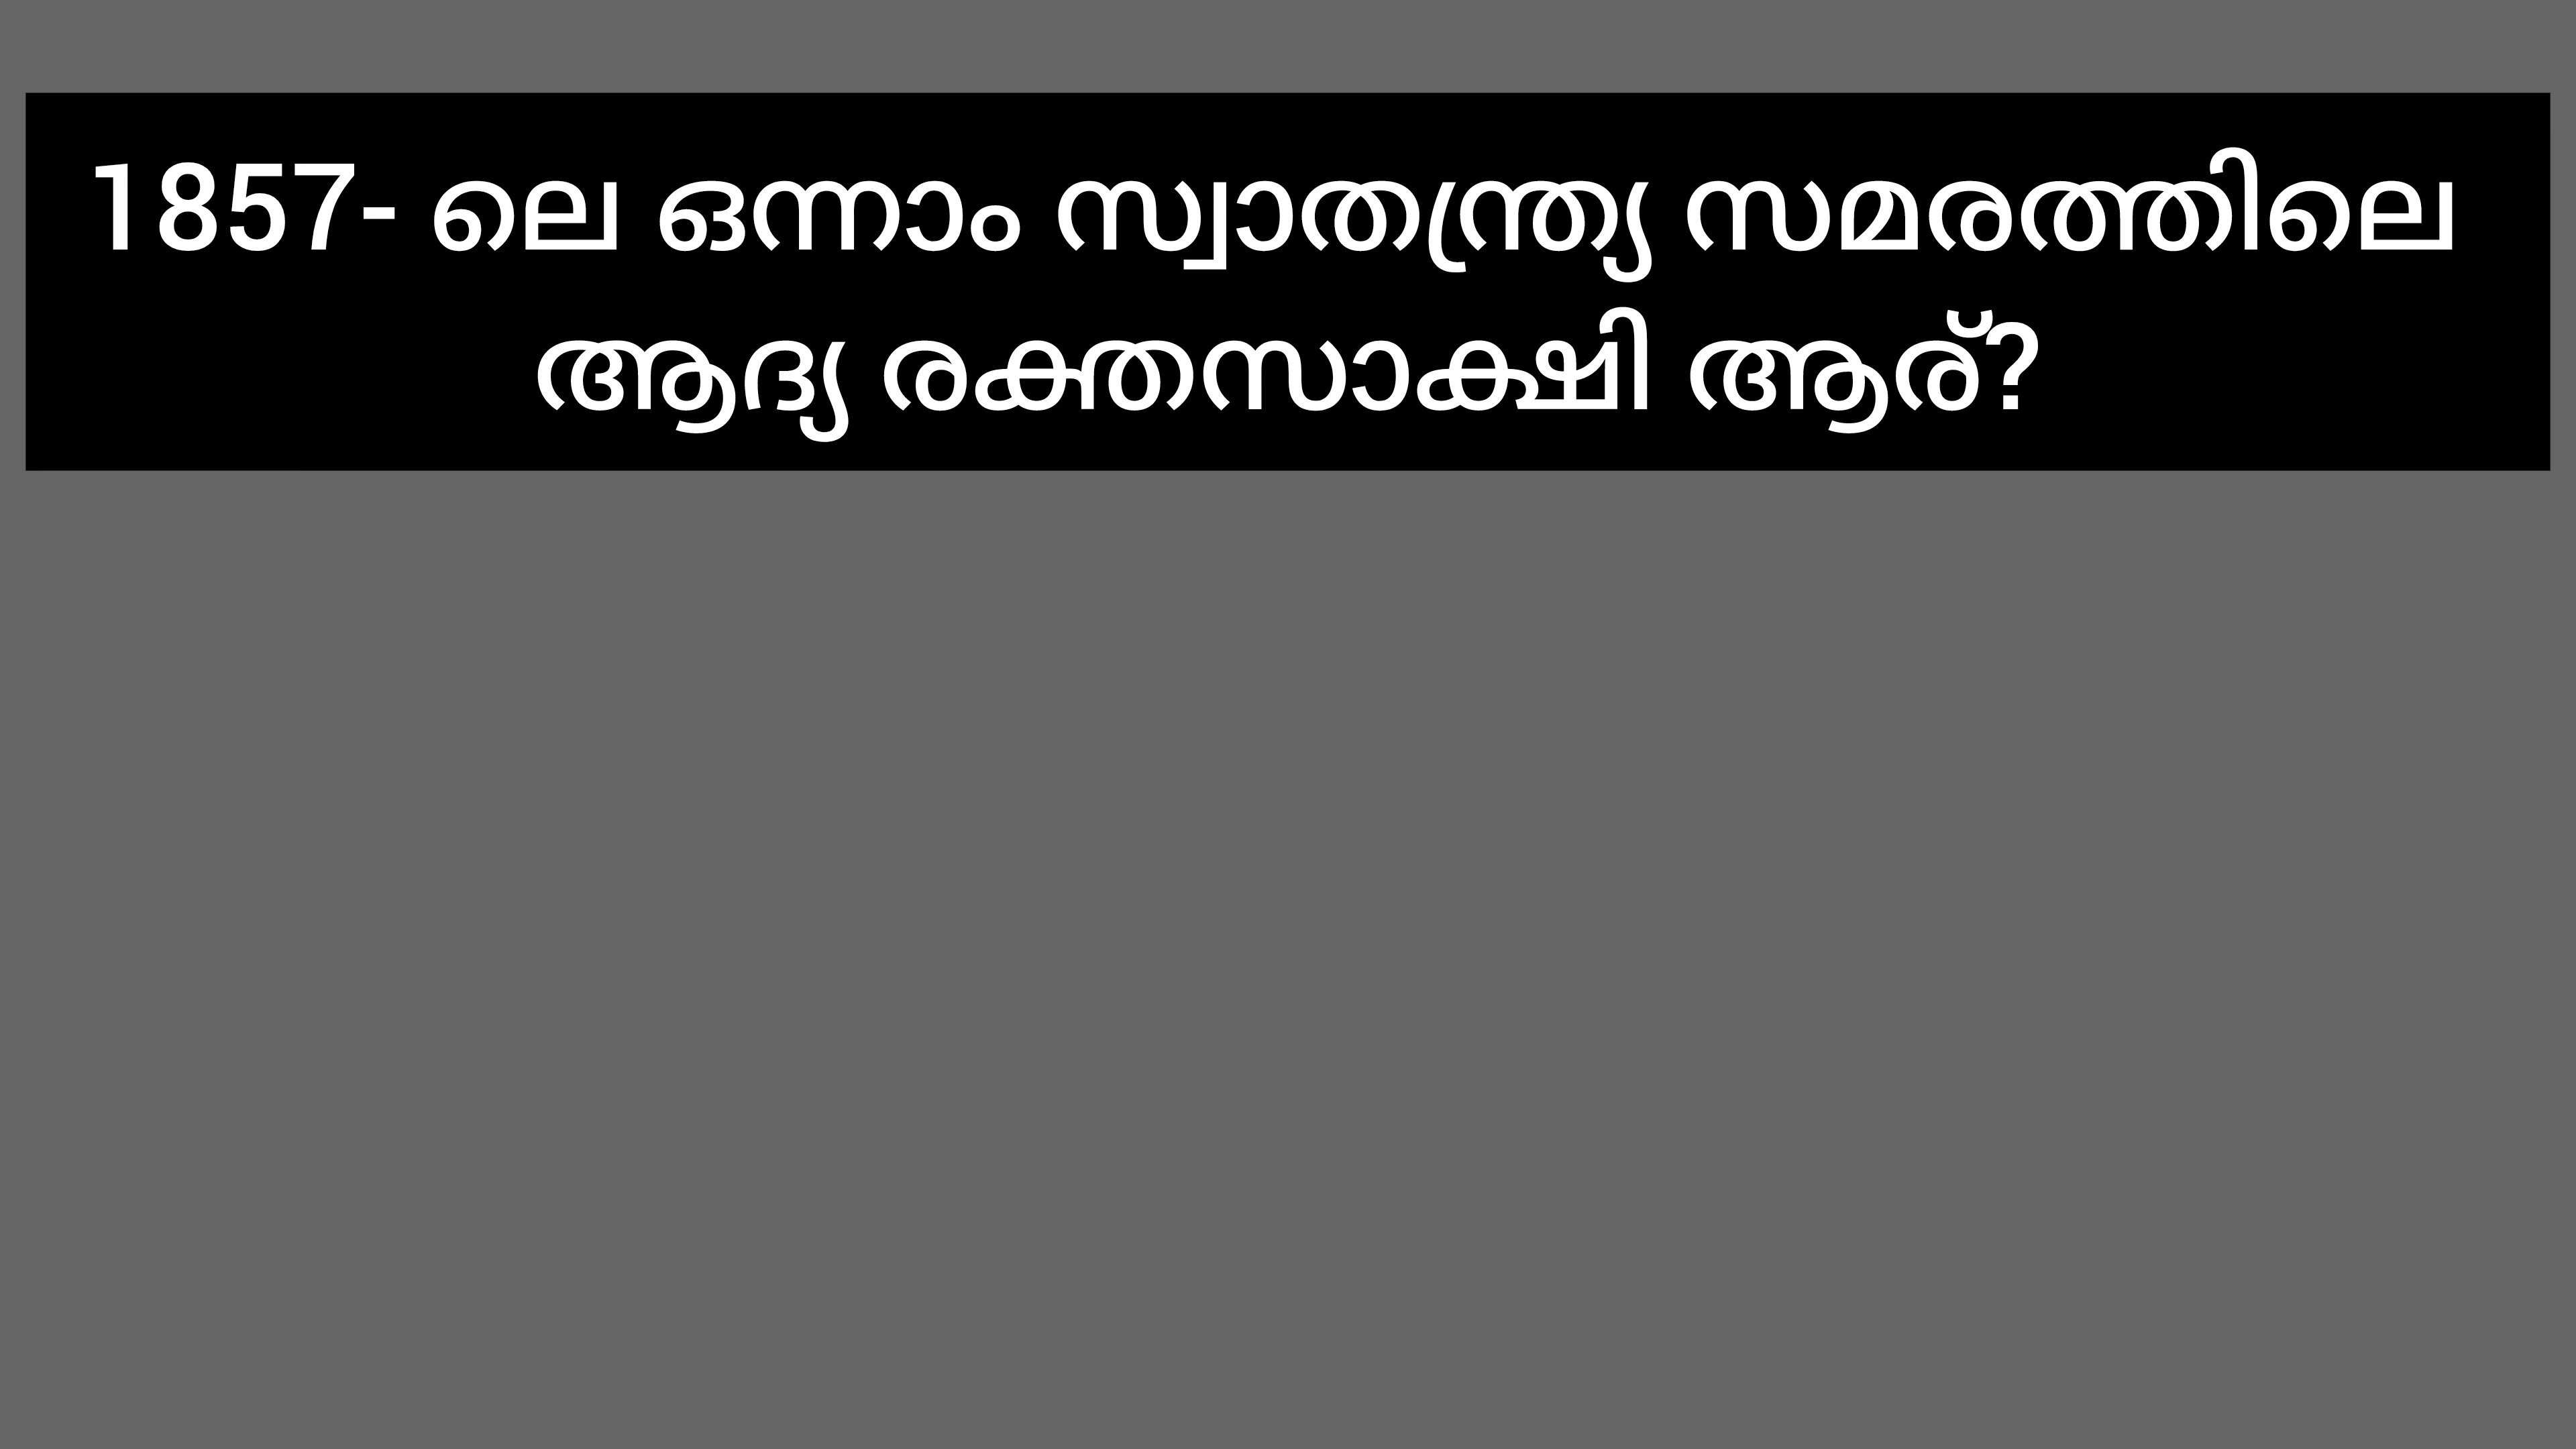 1857- ലെ ഒന്നാം സ്വാതന്ത്ര്യ സമരത്തിലെ
ആദ്യ രക്തസാക്ഷി ആര്?